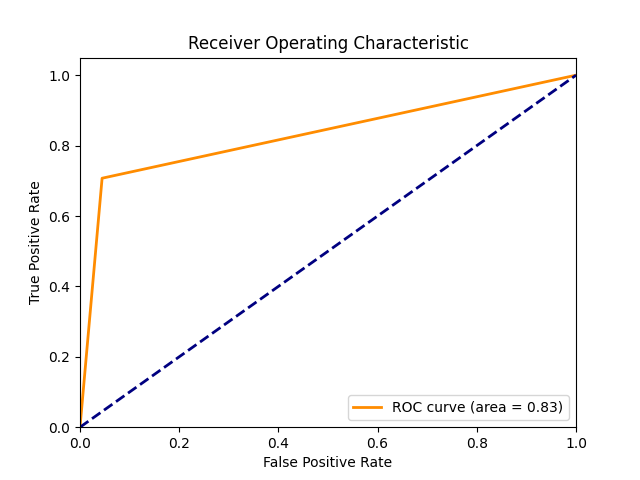 Receiver Operating Characteristic
True Positive Rate
1.0
0.8
0.6
0.4
0.2
0.0
0.0 0.2 0.4 0.6 0.8 1.0
False Positive Rate
ROC curve (area = 0.83)